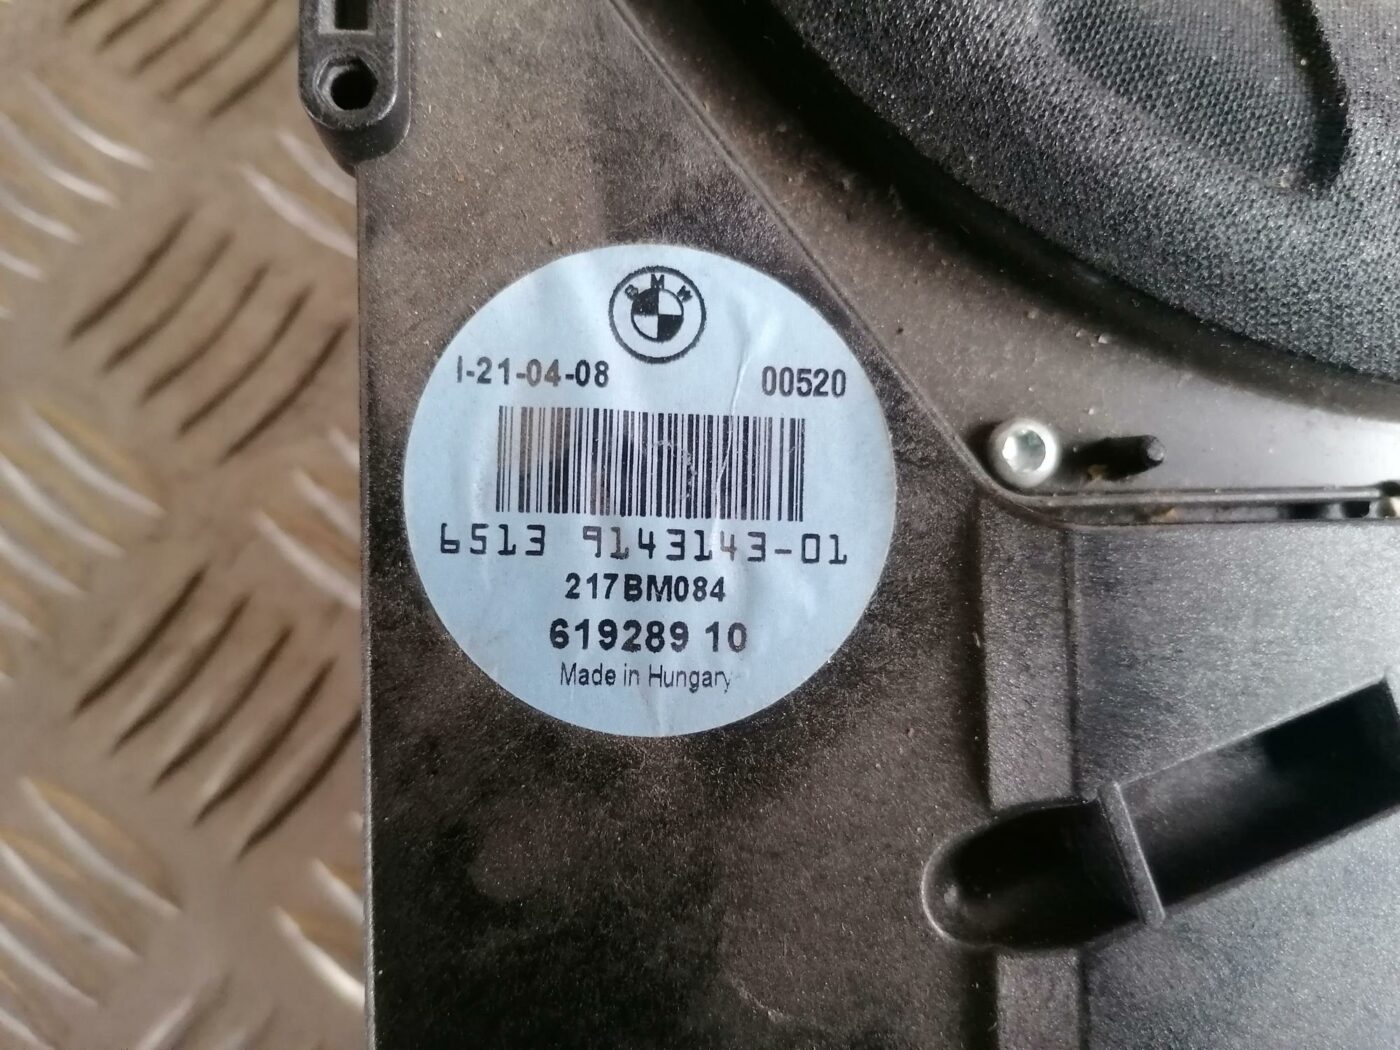 BMW
I-21-04-08 00520
6513 9143143-01
217BM084
619289 10
Made in Hungary